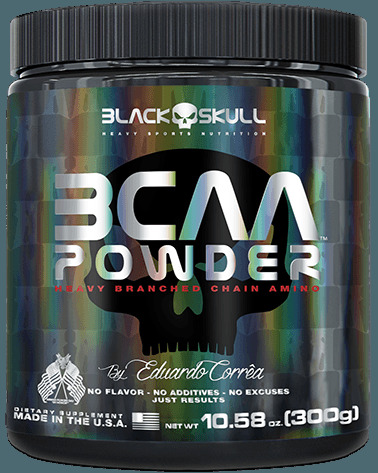 BLACK SKULL
HEAVY SPORTS NUTRITION
BCAA
POWDER™
HEAVY BRANCHED CHAIN AMINO
By Eduardo Corrêa
NO FLAVOR - NO ADDITIVES - NO EXCUSES
JUST RESULTS
DIETARY SUPPLEMENT
MADE IN THE U.S.A.
NET WT 10.58 oz.(300g)